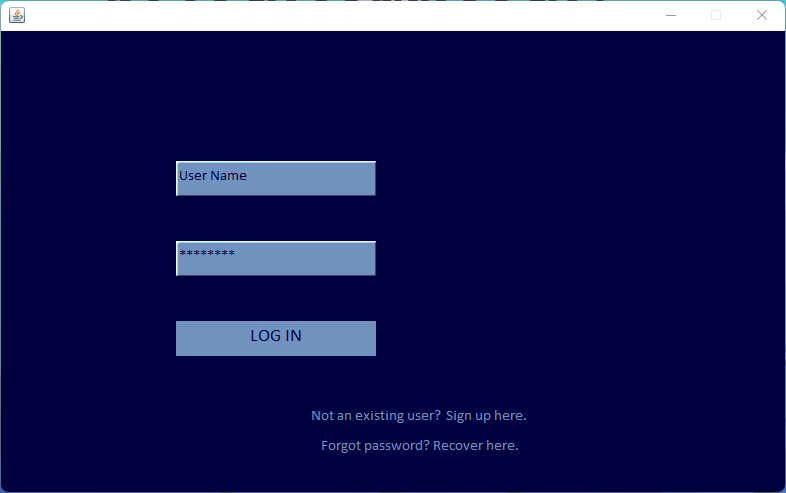 User Name
********
LOG IN
Not an existing user? Sign up here.
Forgot password? Recover here.